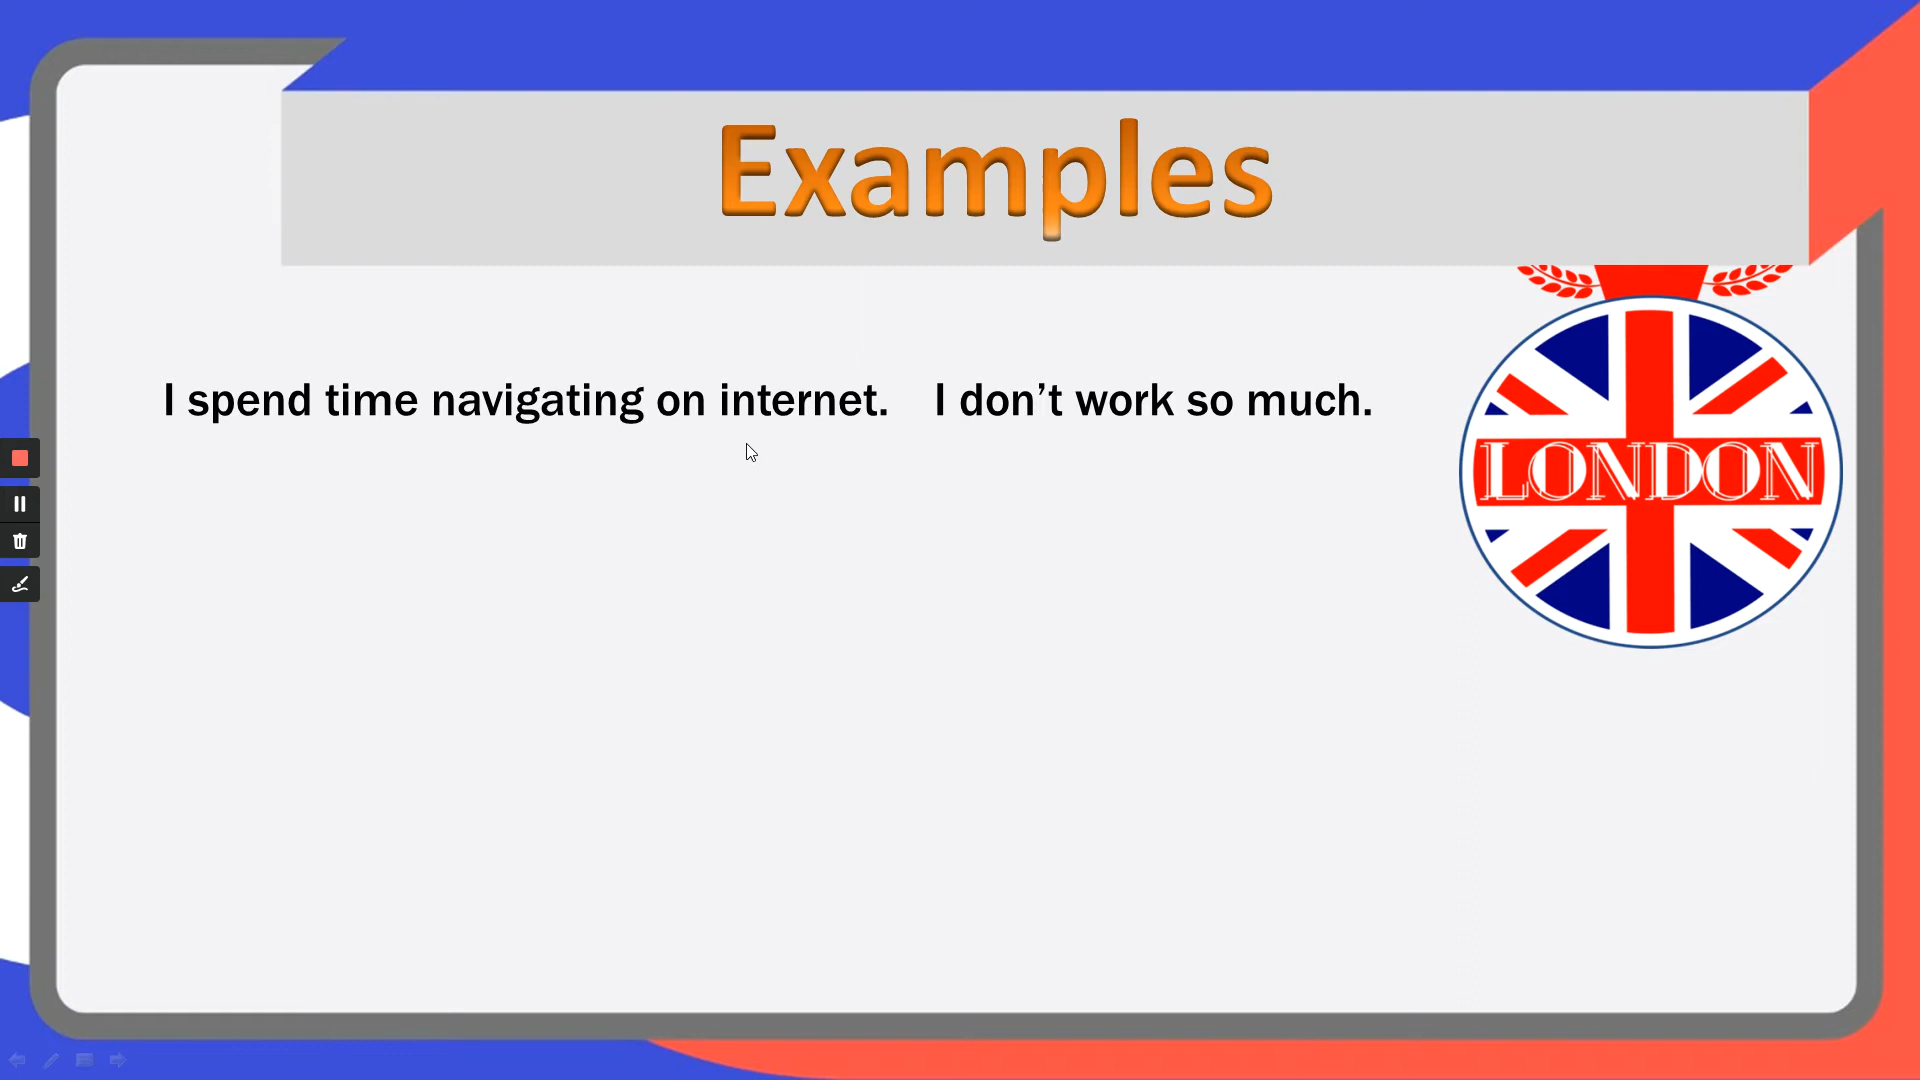 Examples
I spend time navigating on internet. I don’t work so much.
LONDON